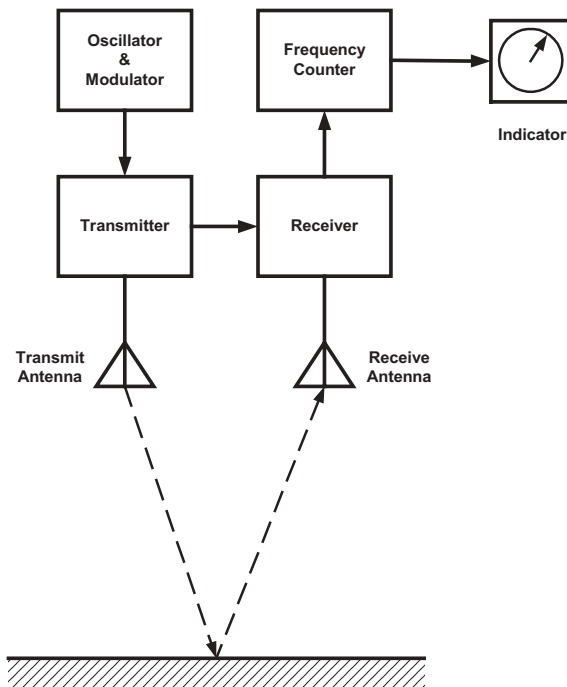 Oscillator
&
Modulator
Frequency
Counter
Indicator
Transmitter
Receiver
Transmit
Antenna
Receive
Antenna